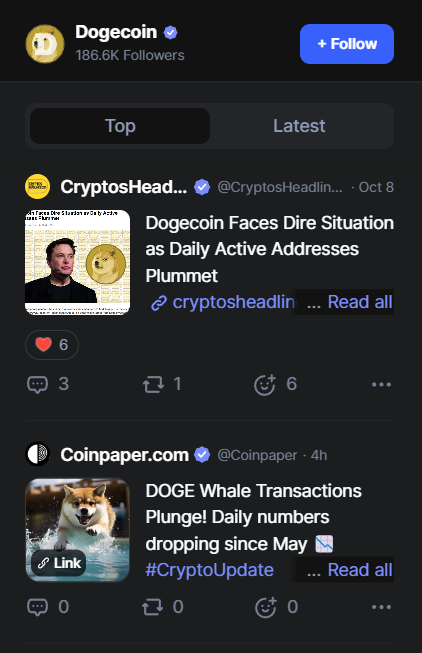 Dogecoin
186.6K Followers
+ Follow
Top
Latest
CryptosHead... @CryptosHeadlin... · Oct 8
Dogecoin Faces Dire Situation
as Daily Active Addresses
Plummet
cryptosheadlin ... Read all
❤️ 6
3
1
6
Coinpaper.com @Coinpaper · 4h
DOGE Whale Transactions
Plunge! Daily numbers
dropping since May 📉
#CryptoUpdate ... Read all
Link
0
0
0